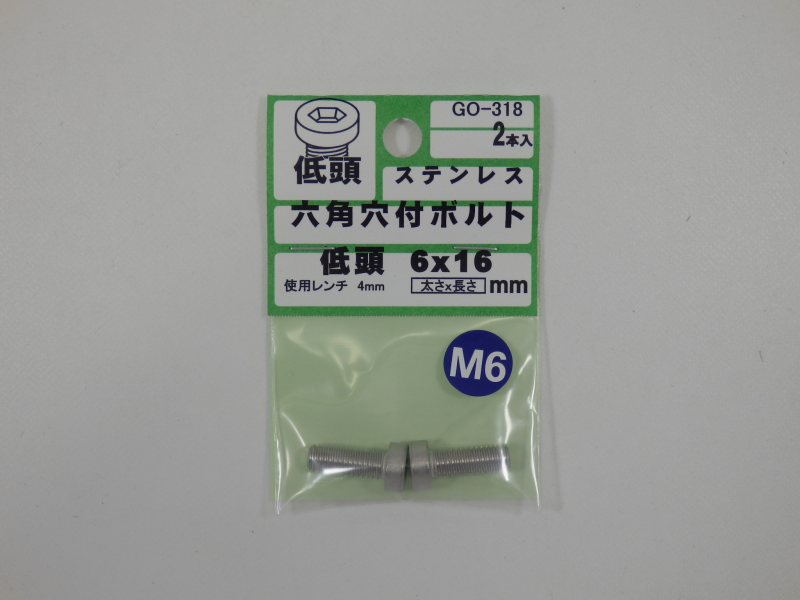 GO-318
2本入
低頭
ステンレス
六角穴付ボルト
低頭 6x16
使用レンチ 4mm 太さx長さ mm
M6